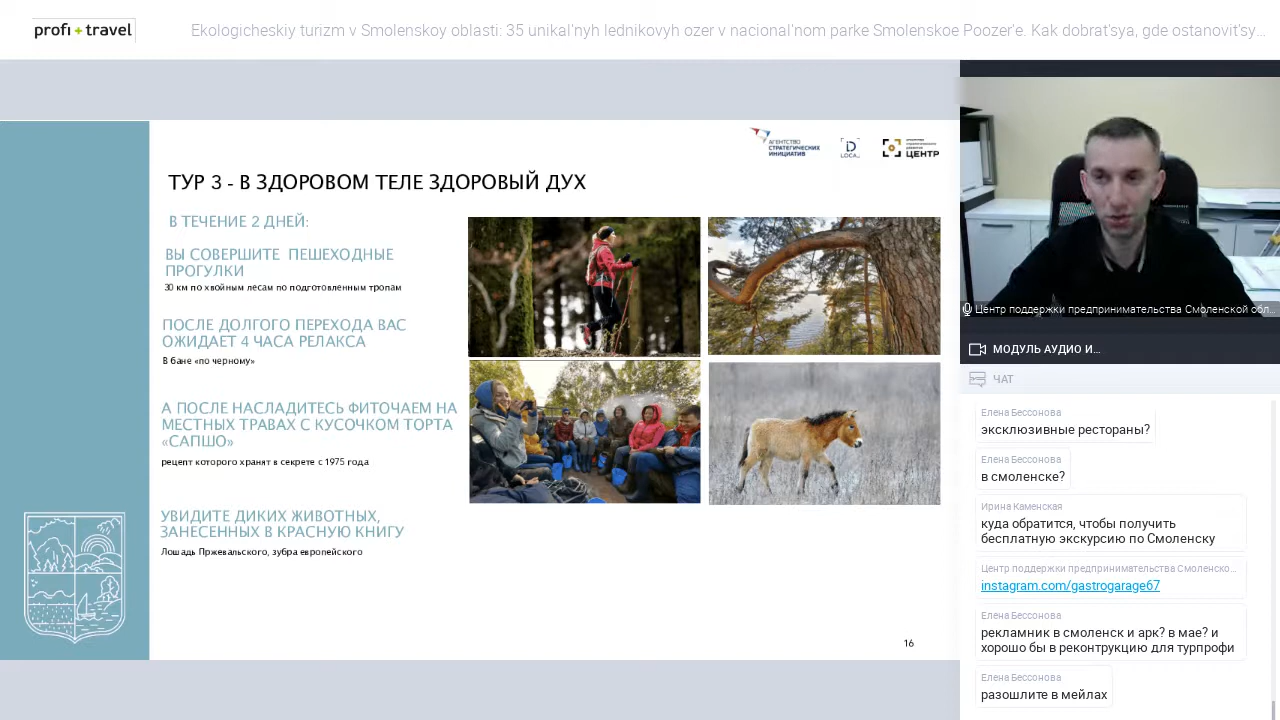 profi + travel
Ekologicheskiy turizm v Smolenskoy oblasti: 35 unikal'nyh lednikovyh ozer v nacional'nom parke Smolenskoe Poozer'e. Kak dobrat'sya, gde ostanovit'sy...
АГЕНТСТВО
СТРАТЕГИЧЕСКИХ
ИНИЦИАТИВ
LOCA
ЦЕНТР
ТУР 3 - В ЗДОРОВОМ ТЕЛЕ ЗДОРОВЫЙ ДУХ
В ТЕЧЕНИЕ 2 ДНЕЙ:
ВЫ СОВЕРШИТЕ ПЕШЕХОДНЫЕ
ПРОГУЛКИ
30 км по хвойным лесам по подготовленным тропам
ПОСЛЕ ДОЛГОГО ПЕРЕХОДА ВАС
ОЖИДАЕТ 4 ЧАСА РЕЛАКСА
В бане «по черному»
А ПОСЛЕ НАСЛАДИТЕСЬ ФИТОЧАЕМ НА
МЕСТНЫХ ТРАВАХ С КУСОЧКОМ ТОРТА
«САПШО»
рецепт которого хранят в секрете с 1975 года
УВИДИТЕ ДИКИХ ЖИВОТНЫХ,
ЗАНЕСЕННЫХ В КРАСНУЮ КНИГУ
Лошадь Пржевальского, зубра европейского
16
Центр поддержки предпринимательства Смоленской обл...
МОДУЛЬ АУДИО И...
ЧАТ
Елена Бессонова
эксклюзивные рестораны?
Елена Бессонова
в смоленске?
Ирина Каменская
куда обратится, чтобы получить
бесплатную экскурсию по Смоленску
Центр поддержки предпринимательства Смоленско...
instagram.com/gastrogarage67
Елена Бессонова
рекламник в смоленск и арк? в мае? и
хорошо бы в реконтрукцию для турпрофи
Елена Бессонова
разошлите в мейлах